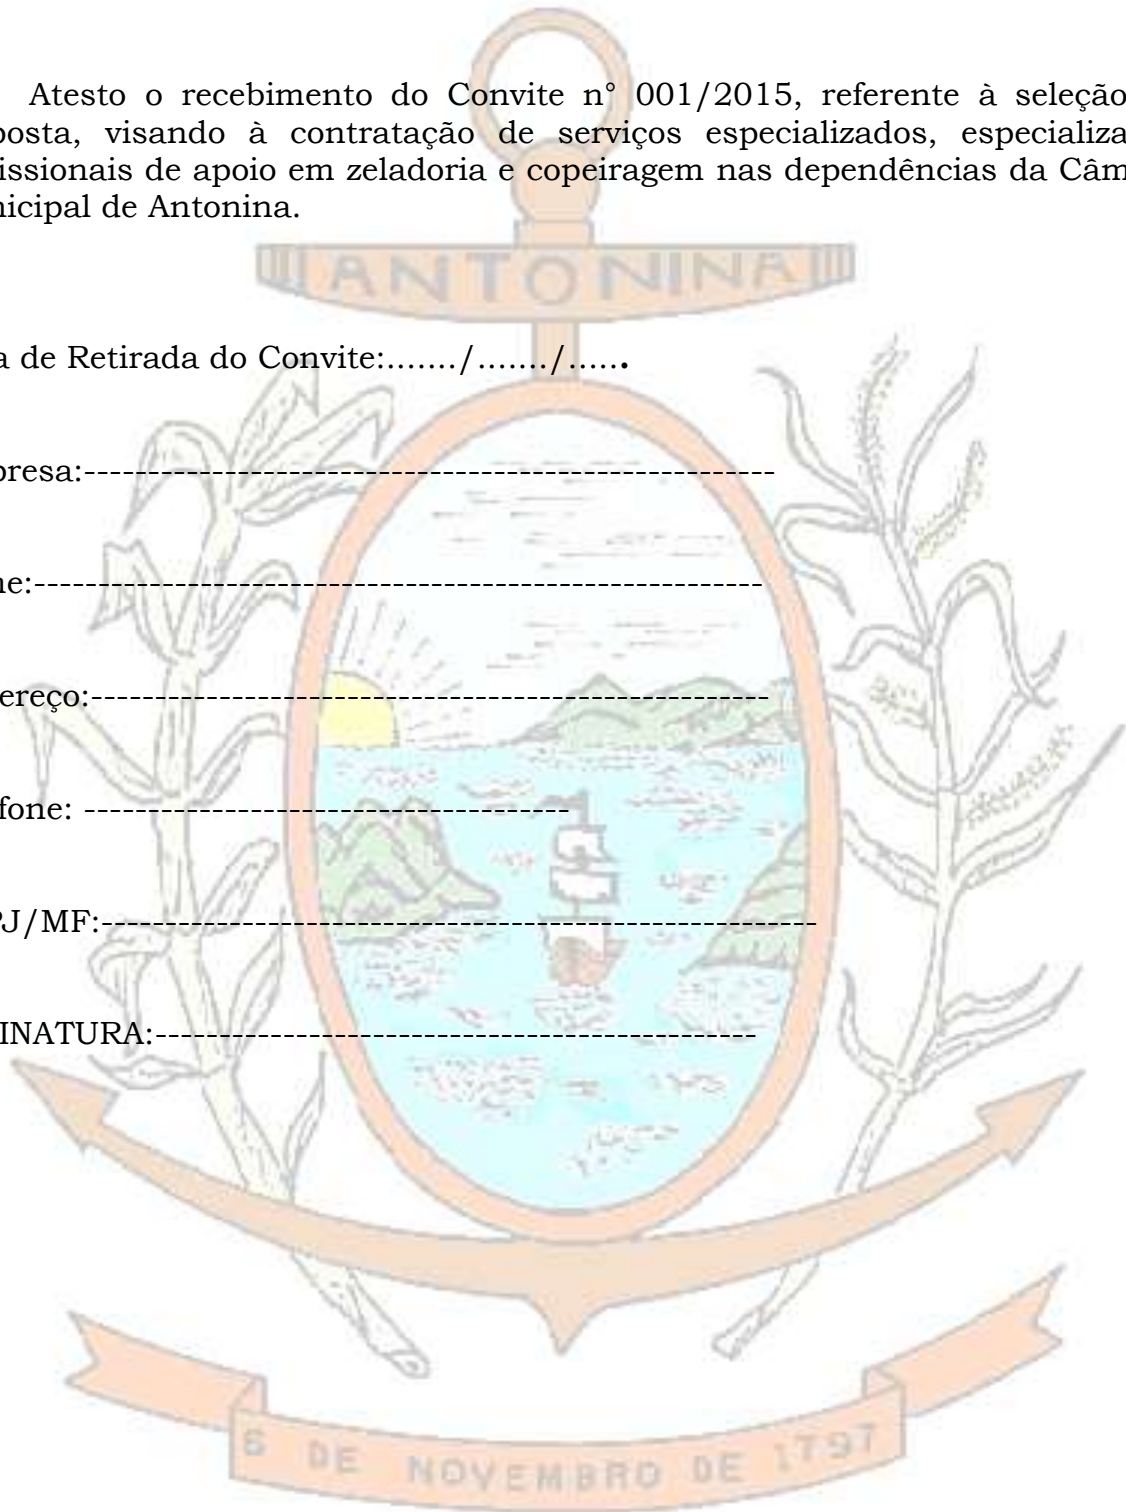 Atesto o recebimento do Convite n° 001/2015, referente à seleção
posta, visando à contratação de serviços especializados, especializa
issionais de apoio em zeladoria e copeiragem nas dependências da Câm
nicipal de Antonina.
ANTONINA
a de Retirada do Convite:......./......./......
presa:------------------------------------------------------
ne:---------------------------------------------------------
ereço:-----------------------------------------------------
fone: --------------------------------------
PJ/MF:--------------------------------------------------------
INATURA:-----------------------------------------------
6 DE NOVEMBRO DE 1797